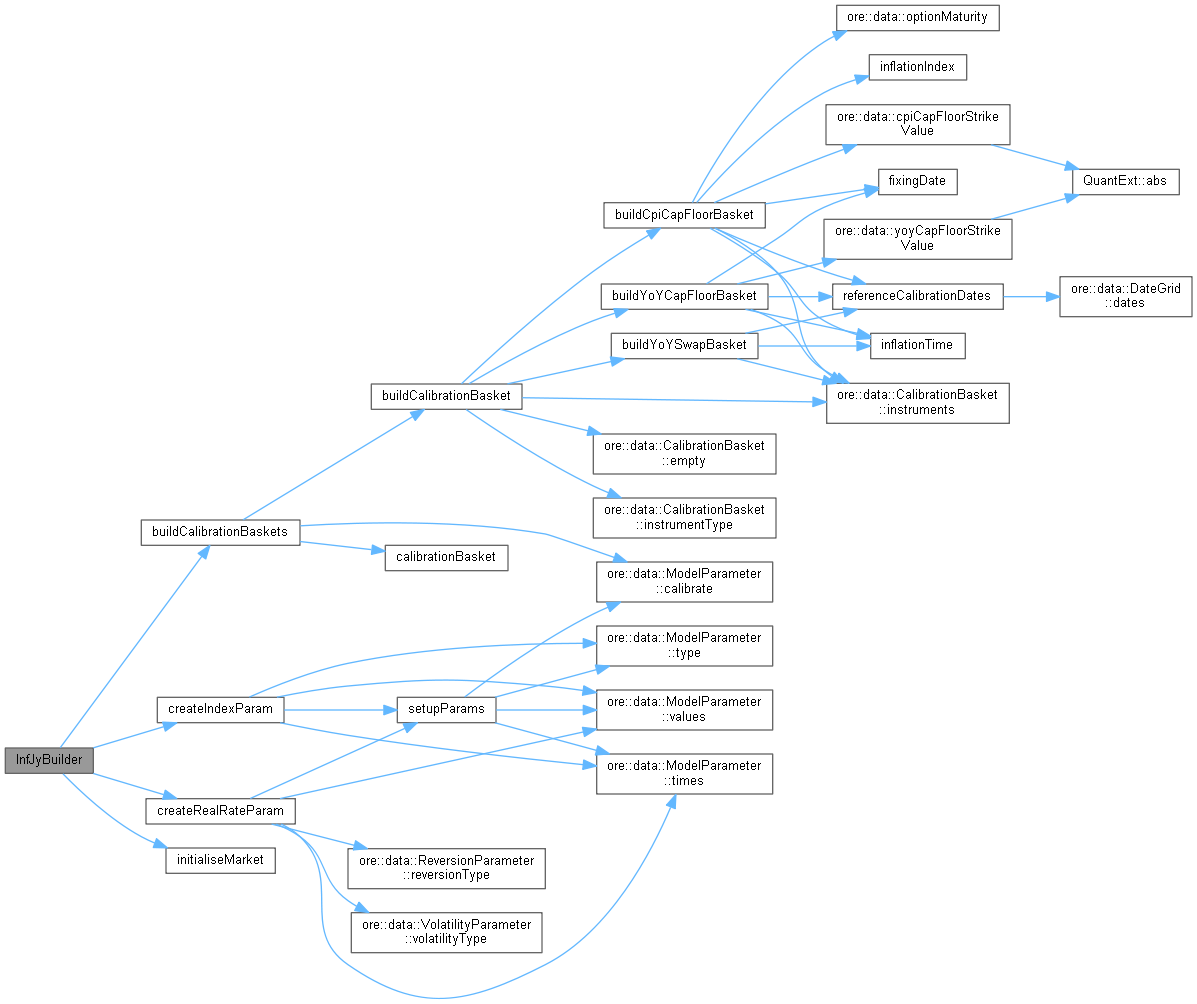 ore::data::optionMaturity
inflationIndex
ore::data::cpiCapFloorStrike
Value
fixingDate
QuantExt::abs
buildCpiCapFloorBasket
ore::data::yoyCapFloorStrike
Value
buildYoYCapFloorBasket
referenceCalibrationDates
ore::data::DateGrid
::dates
buildYoYSwapBasket
inflationTime
buildCalibrationBasket
ore::data::CalibrationBasket
::instruments
ore::data::CalibrationBasket
::empty
ore::data::CalibrationBasket
::instrumentType
buildCalibrationBaskets
calibrationBasket
ore::data::ModelParameter
::calibrate
ore::data::ModelParameter
::type
createIndexParam
setupParams
ore::data::ModelParameter
::values
InfJyBuilder
ore::data::ModelParameter
::times
createRealRateParam
initialiseMarket
ore::data::ReversionParameter
::reversionType
ore::data::VolatilityParameter
::volatilityType